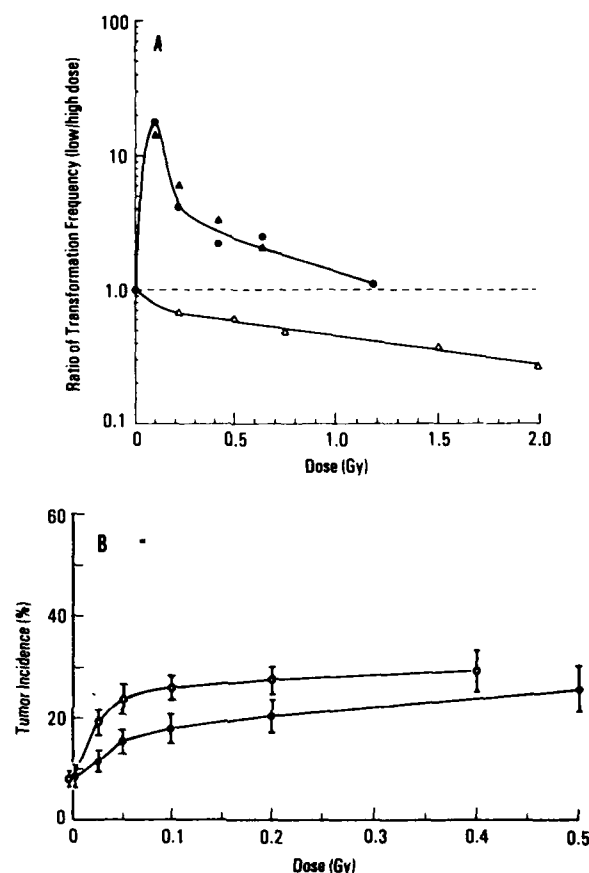 100
A
10
1.0
0.1
Ratio of Transformation Frequency (low/high dose)
0 0.5 1.0 1.5 2.0
Dose (Gy)
60
B
40
20
0
Tumor Incidence (%)
0 0.1 0.2 0.3 0.4 0.5
Dose (Gy)